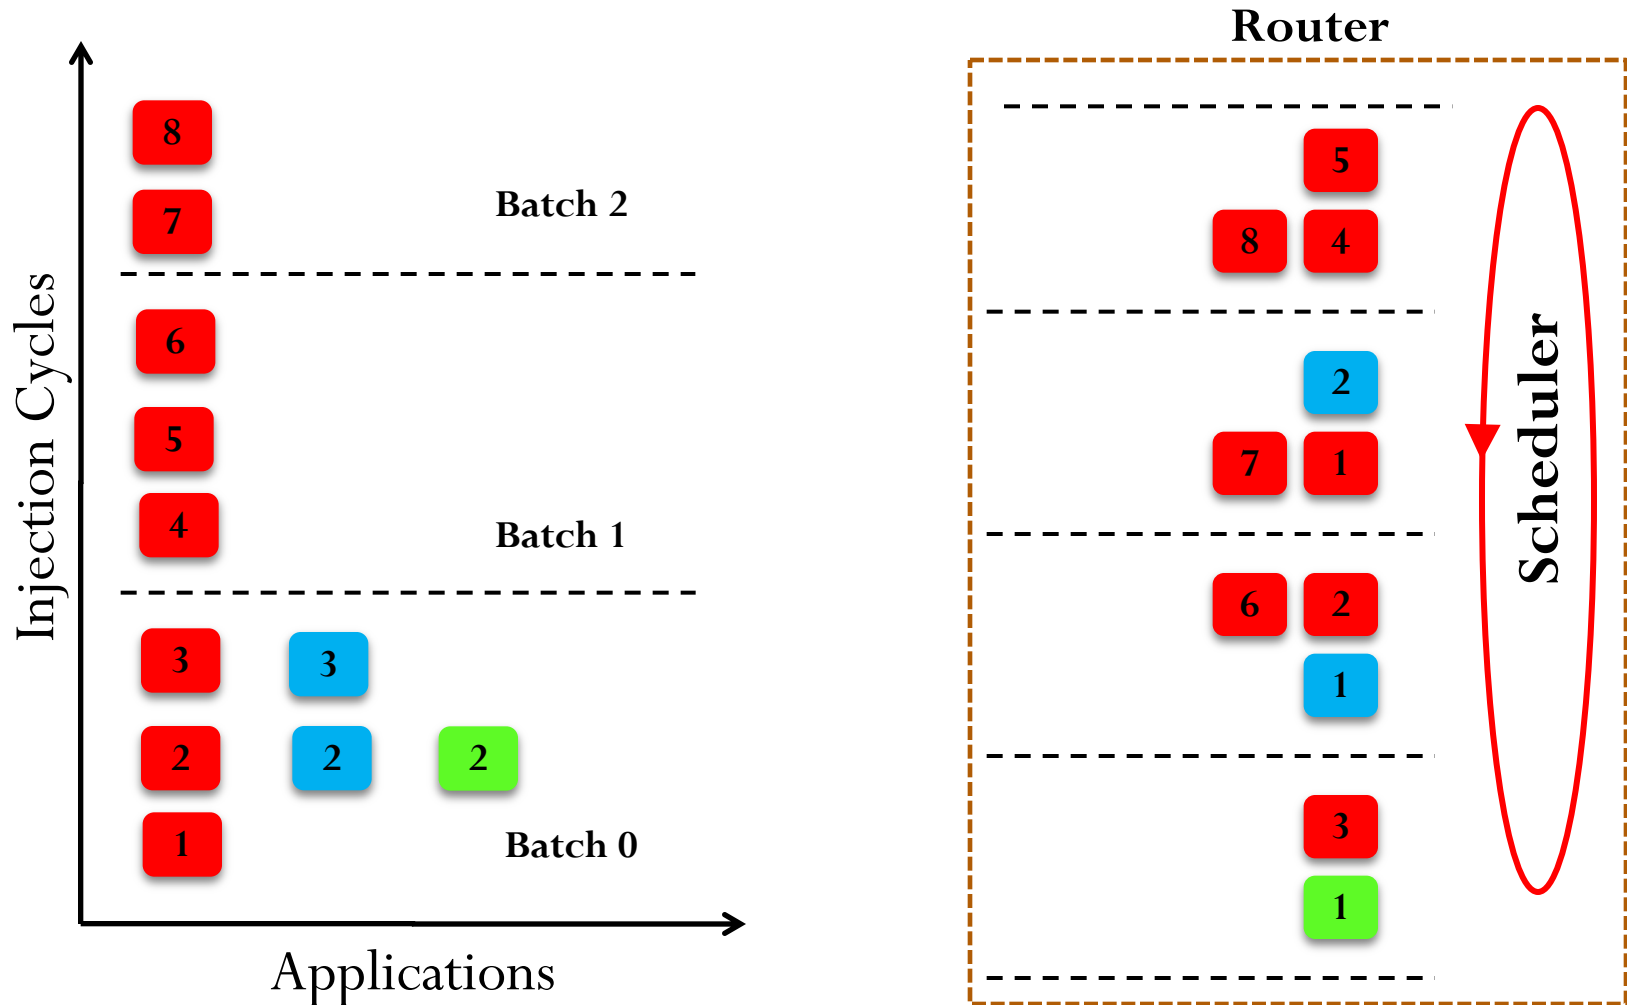 Router
8
7
Batch 2
6
5
4
Batch 1
3 3
2 2 2
1
Batch 0
Injection Cycles
Applications
5
8 4
2
7 1
6 2
1
3
1
Scheduler